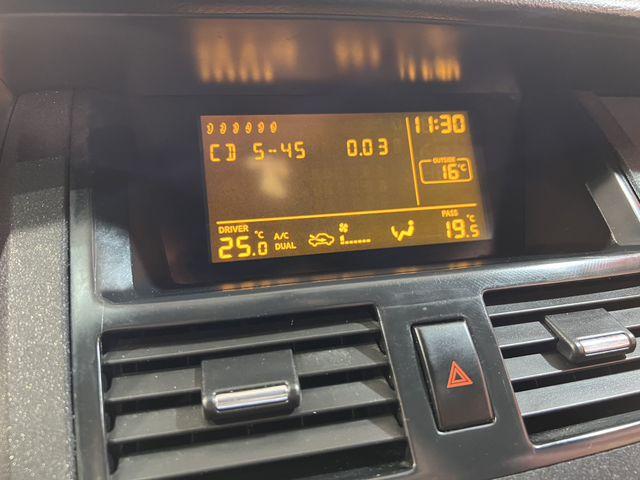 11:30
CD 5-45 0.03
OUTSIDE
16°C
DRIVER
25.0 °C
A/C
DUAL
PASS
19.5 °C